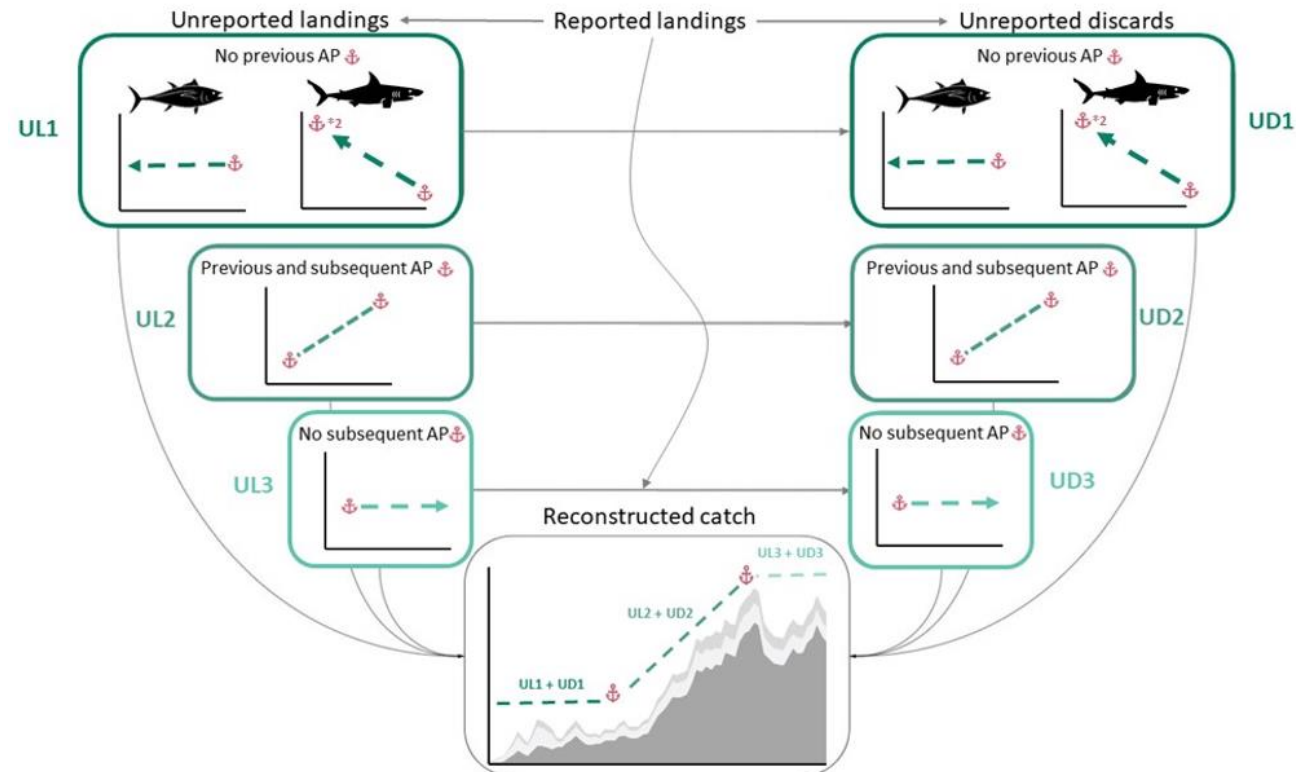 Unreported landings
Reported landings
Unreported discards
No previous AP
No previous AP
UL1
*2
*2
UD1
Previous and subsequent AP
Previous and subsequent AP
UL2
UD2
No subsequent AP
No subsequent AP
UL3
UD3
Reconstructed catch
UL3 + UD3
UL2 + UD2
UL1 + UD1